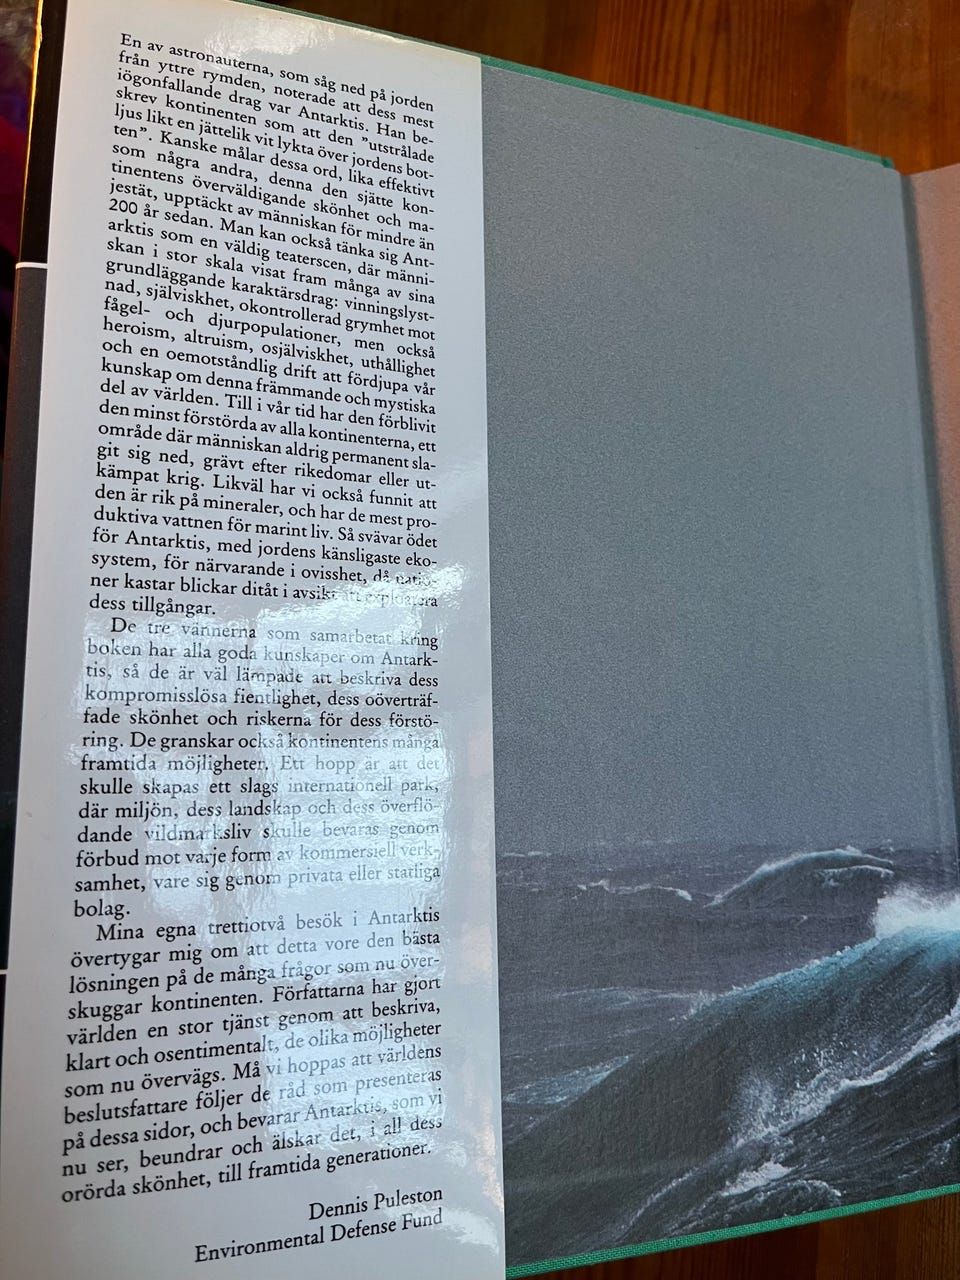 En av astronauterna, som såg ned på jorden
från yttre rymden, noterade att dess mest
iögonfallande drag var Antarktis. Han be-
skrev kontinenten som att den ”utstrålade
ljus likt en jättelik vit lykta över jordens bot-
ten”. Kanske målar dessa ord, lika effektivt
som några andra, denna den sjätte kon-
tinentens överväldigande skönhet och ma-
jestät, upptäckt av människan för mindre än
200 år sedan. Man kan också tänka sig Ant-
arktis som en väldig teaterscen, där männi-
skan i stor skala visat fram många av sina
grundläggande karaktärsdrag: vinningslyst-
nad, själviskhet, okontrollerad grymhet mot
fågel- och djurpopulationer, men också
heroism, altruism, osjälviskhet, uthållighet
och en oemotståndlig drift att fördjupa vår
kunskap om denna främmande och mystiska
del av världen. Till i vår tid har den förblivit
den minst förstörda av alla kontinenterna, ett
område där människan aldrig permanent sla-
git sig ned, grävt efter rikedomar eller ut-
kämpat krig. Likväl har vi också funnit att
den är rik på mineraler, och har de mest pro-
duktiva vattnen för marint liv. Så svävar ödet
för Antarktis, med jordens känsligaste eko-
system, för närvarande i ovisshet, då natio-
ner kastar blickar ditåt i avsikt att exploatera
dess tillgångar.
De tre vännerna som samarbetat kring
boken har alla goda kunskaper om Antark-
tis, så de är väl lämpade att beskriva dess
kompromisslösa fientlighet, dess oöverträf-
fade skönhet och riskerna för dess förstö-
ring. De granskar också kontinentens många
framtida möjligheter. Ett hopp är att det
skulle skapas ett slags internationell park,
där miljön, dess landskap och dess överflö-
dande vildmarksliv skulle bevaras genom
förbud mot varje form av kommersiell verk-
samhet, vare sig genom privata eller statliga
bolag.
Mina egna trettiotvå besök i Antarktis
övertygar mig om att detta vore den bästa
lösningen på de många frågor som nu över-
skuggar kontinenten. Författarna har gjort
världen en stor tjänst genom att beskriva,
klart och osentimentalt, de olika möjligheter
som nu övervägs. Må vi hoppas att världens
beslutsfattare följer de råd som presenteras
på dessa sidor, och bevarar Antarktis, som vi
nu ser, beundrar och älskar det, i all dess
orörda skönhet, till framtida generationer.
Dennis Puleston
Environmental Defense Fund